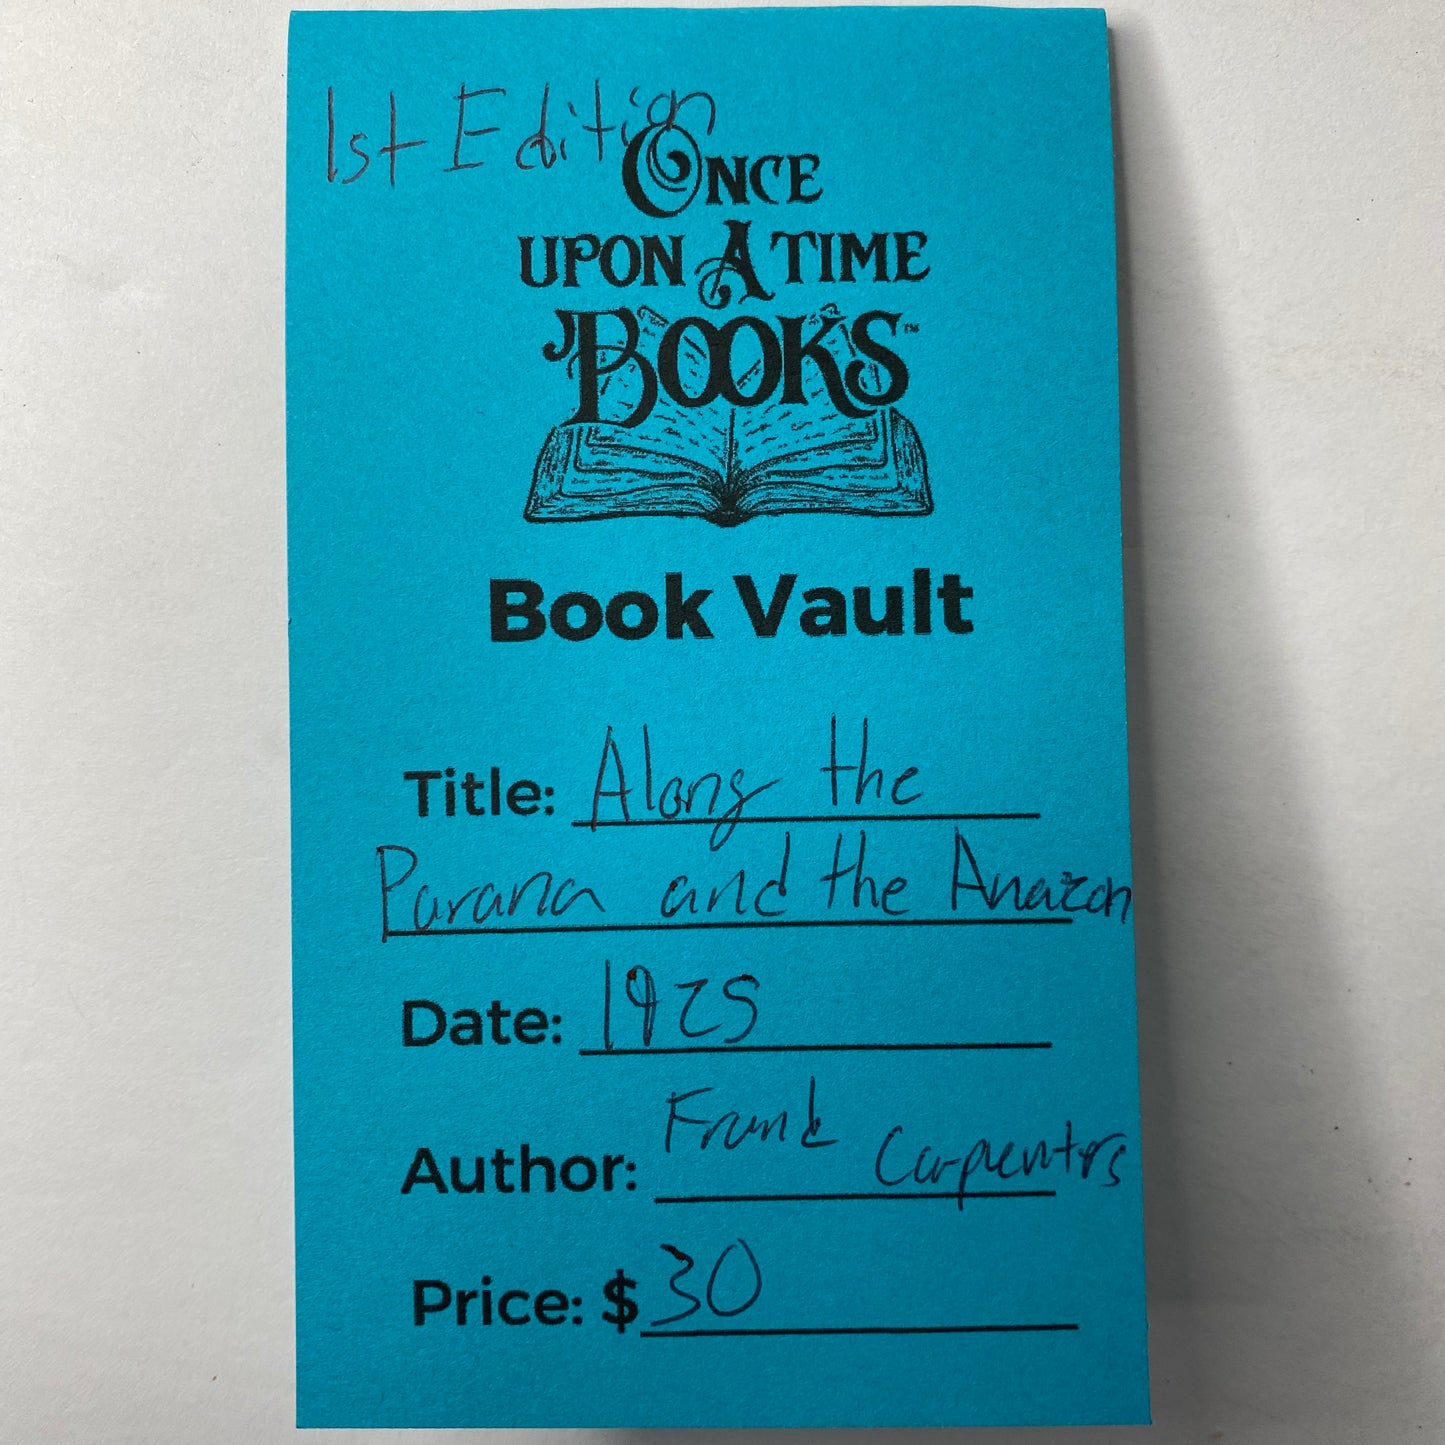 1st Edition
ONCE
UPON A TIME
BOOKS™
Book Vault
Title: Along the
Parana and the Amazon
Date: 1925
Author: Frank Carpenters
Price: $30